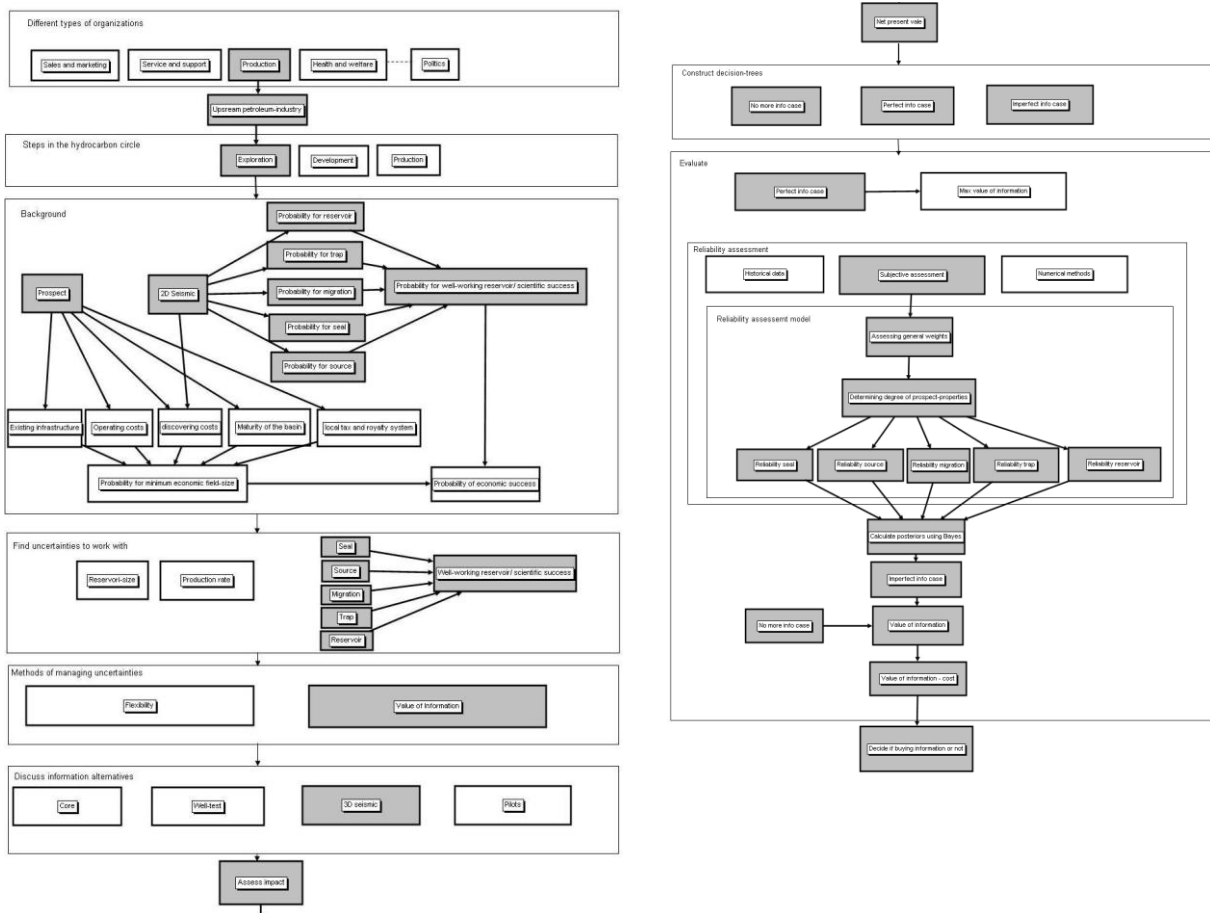 Different types of organizations
Sales and marketing
Service and support
Production
Health and welfare
Politics
Upsream petroleum-industry
Steps in the hydrocarbon circle
Exploration
Development
Prduction
Background
Probability for reservoir
Probability for trap
Prospect
2D Seismic
Probability for migration
Probability for well-working reservoir/ scientific success
Probability for seal
Probability for source
Existing infrastructure
Operating costs
discovering costs
Maturity of the basin
local tax and royalty system
Probability for minimum economic field-size
Probability of economic success
Find uncertainties to work with
Seal
Source
Migration
Trap
Reservoir
Reservori-size
Production rate
Well-working reservoir/ scientific success
Methods of managing uncertainties
Flexibility
Value of Information
Discuss information alternatives
Core
Well-test
3D seismic
Pilots
Assess impact
Net present vale
Construct decision-trees
No more info case
Perfect info case
Imperfect info case
Evaluate
Perfect info case
Max value of information
Reliability assessment
Historical data
Subjective assessment
Numerical methods
Reliability assessemt model
Assessing general weights
Determining degree of prospect-properties
Reliability seal
Reliability source
Reliability migration
Reliability trap
Reliability reservoir
Calculate posteriors using Bayes
Imperfect info case
No more info case
Value of information
Value of information - cost
Decide if buying information or not